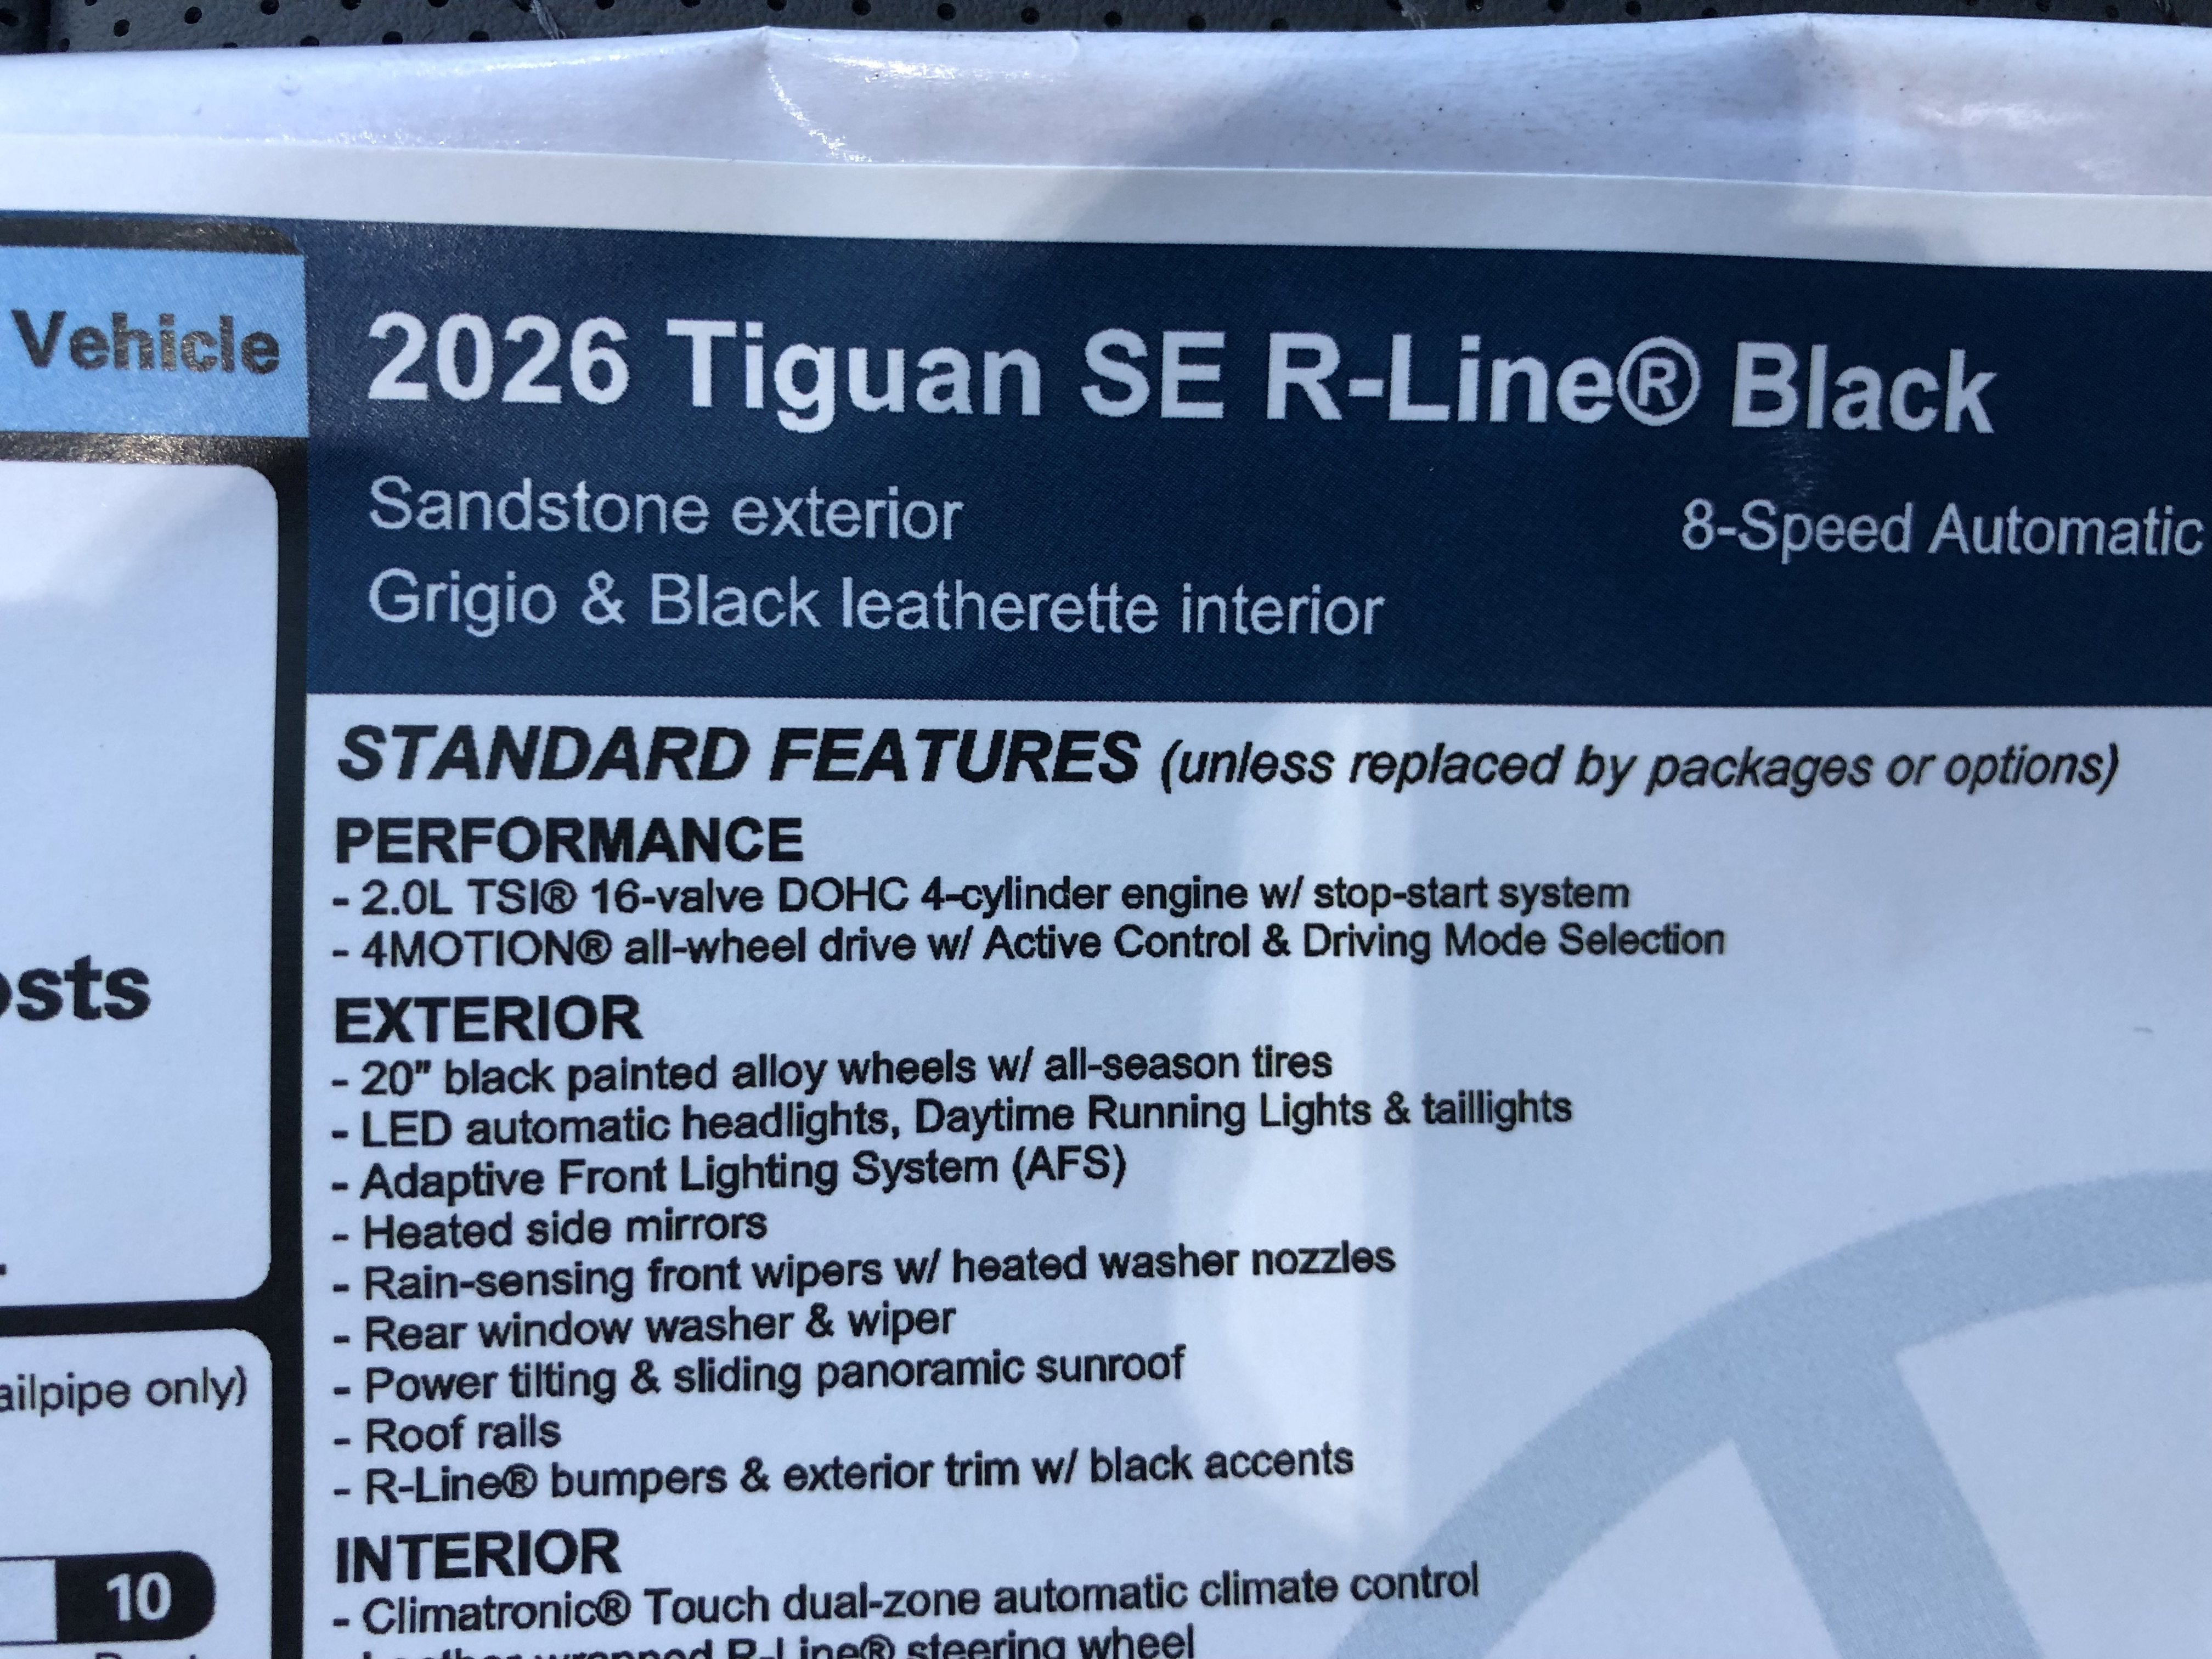 Vehicle
2026 Tiguan SE R-Line® Black
Sandstone exterior
8-Speed Automatic
Grigio & Black leatherette interior
STANDARD FEATURES (unless replaced by packages or options)
PERFORMANCE
- 2.0L TSI® 16-valve DOHC 4-cylinder engine w/ stop-start system
- 4MOTION® all-wheel drive w/ Active Control & Driving Mode Selection
EXTERIOR
- 20" black painted alloy wheels w/ all-season tires
- LED automatic headlights, Daytime Running Lights & taillights
- Adaptive Front Lighting System (AFS)
- Heated side mirrors
- Rain-sensing front wipers w/ heated washer nozzles
- Rear window washer & wiper
- Power tilting & sliding panoramic sunroof
- Roof rails
- R-Line® bumpers & exterior trim w/ black accents
INTERIOR
- Climatronic® Touch dual-zone automatic climate control
R-Line® steering wheel
osts
ailpipe only)
10